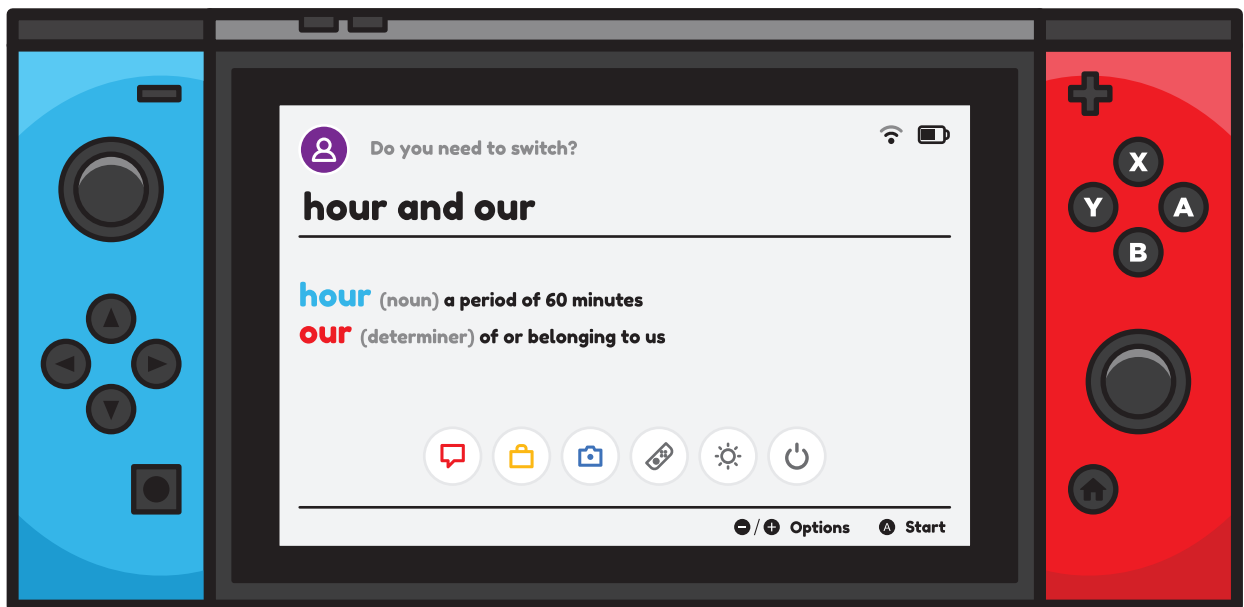 Do you need to switch?
hour and our
hour (noun) a period of 60 minutes
our (determiner) of or belonging to us
−/+ Options A Start
X
Y A
B